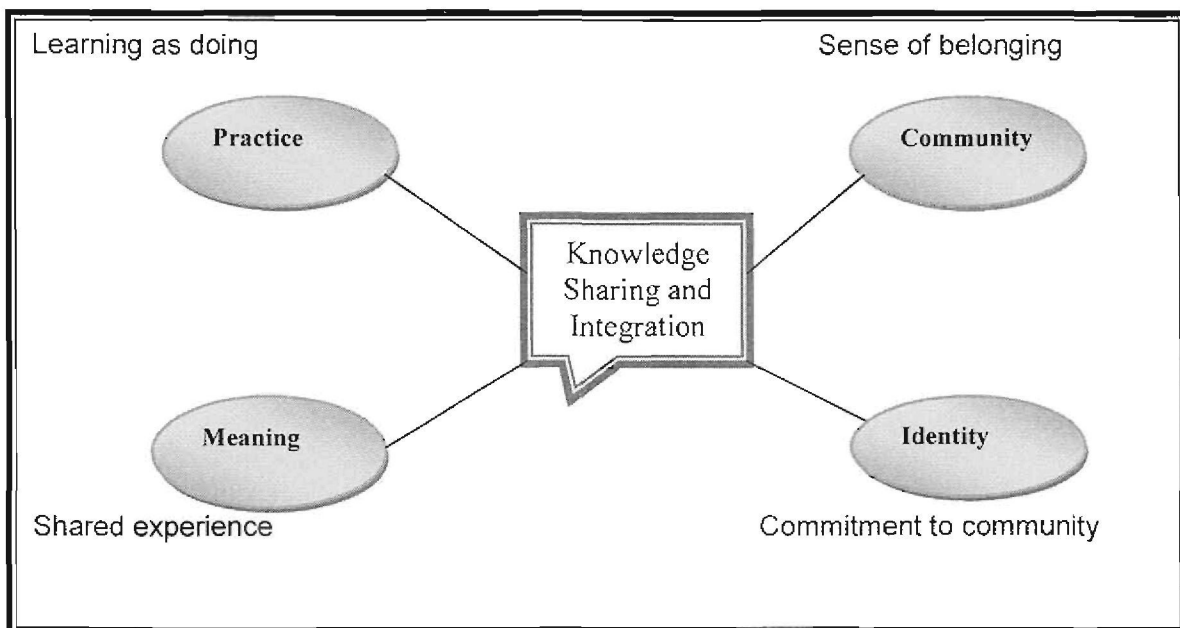 Learning as doing
Sense of belonging
Practice
Community
Knowledge
Sharing and
Integration
Meaning
Identity
Shared experience
Commitment to community